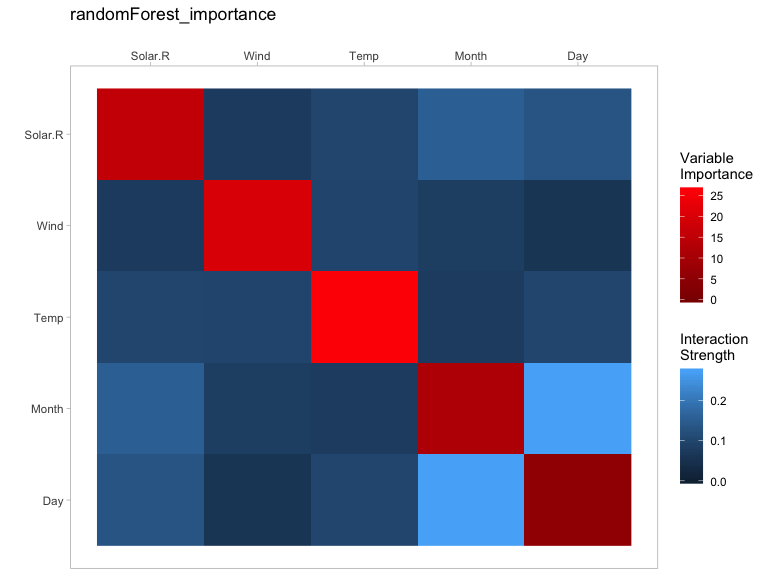 randomForest_importance
Solar.R Wind Temp Month Day
Solar.R
Wind
Temp
Month
Day
Variable
Importance
25
20
15
10
5
0
Interaction
Strength
0.2
0.1
0.0